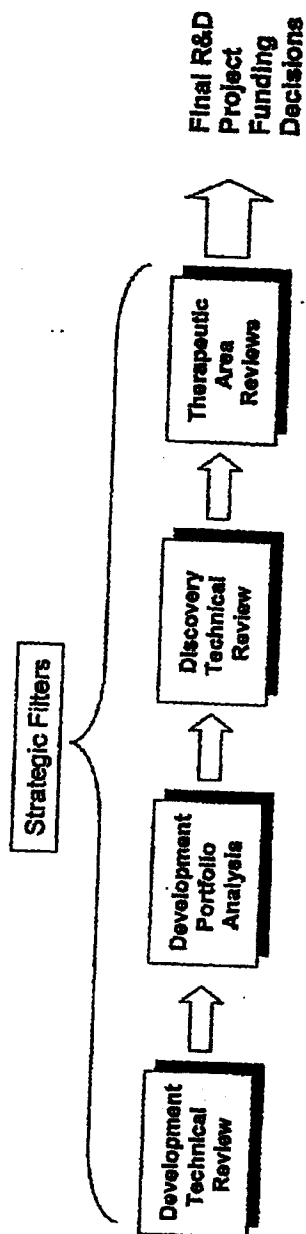 Strategic Filters
Development
Technical
Review
Development
Portfolio
Analysis
Discovery
Technical
Review
Therapeutic
Area
Reviews
Final R&D
Project
Funding
Decisions